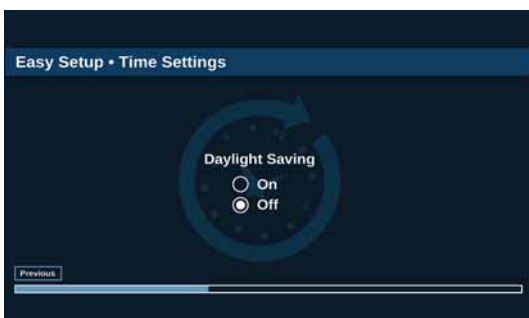 Easy Setup • Time Settings
Daylight Saving
On
Off
Previous